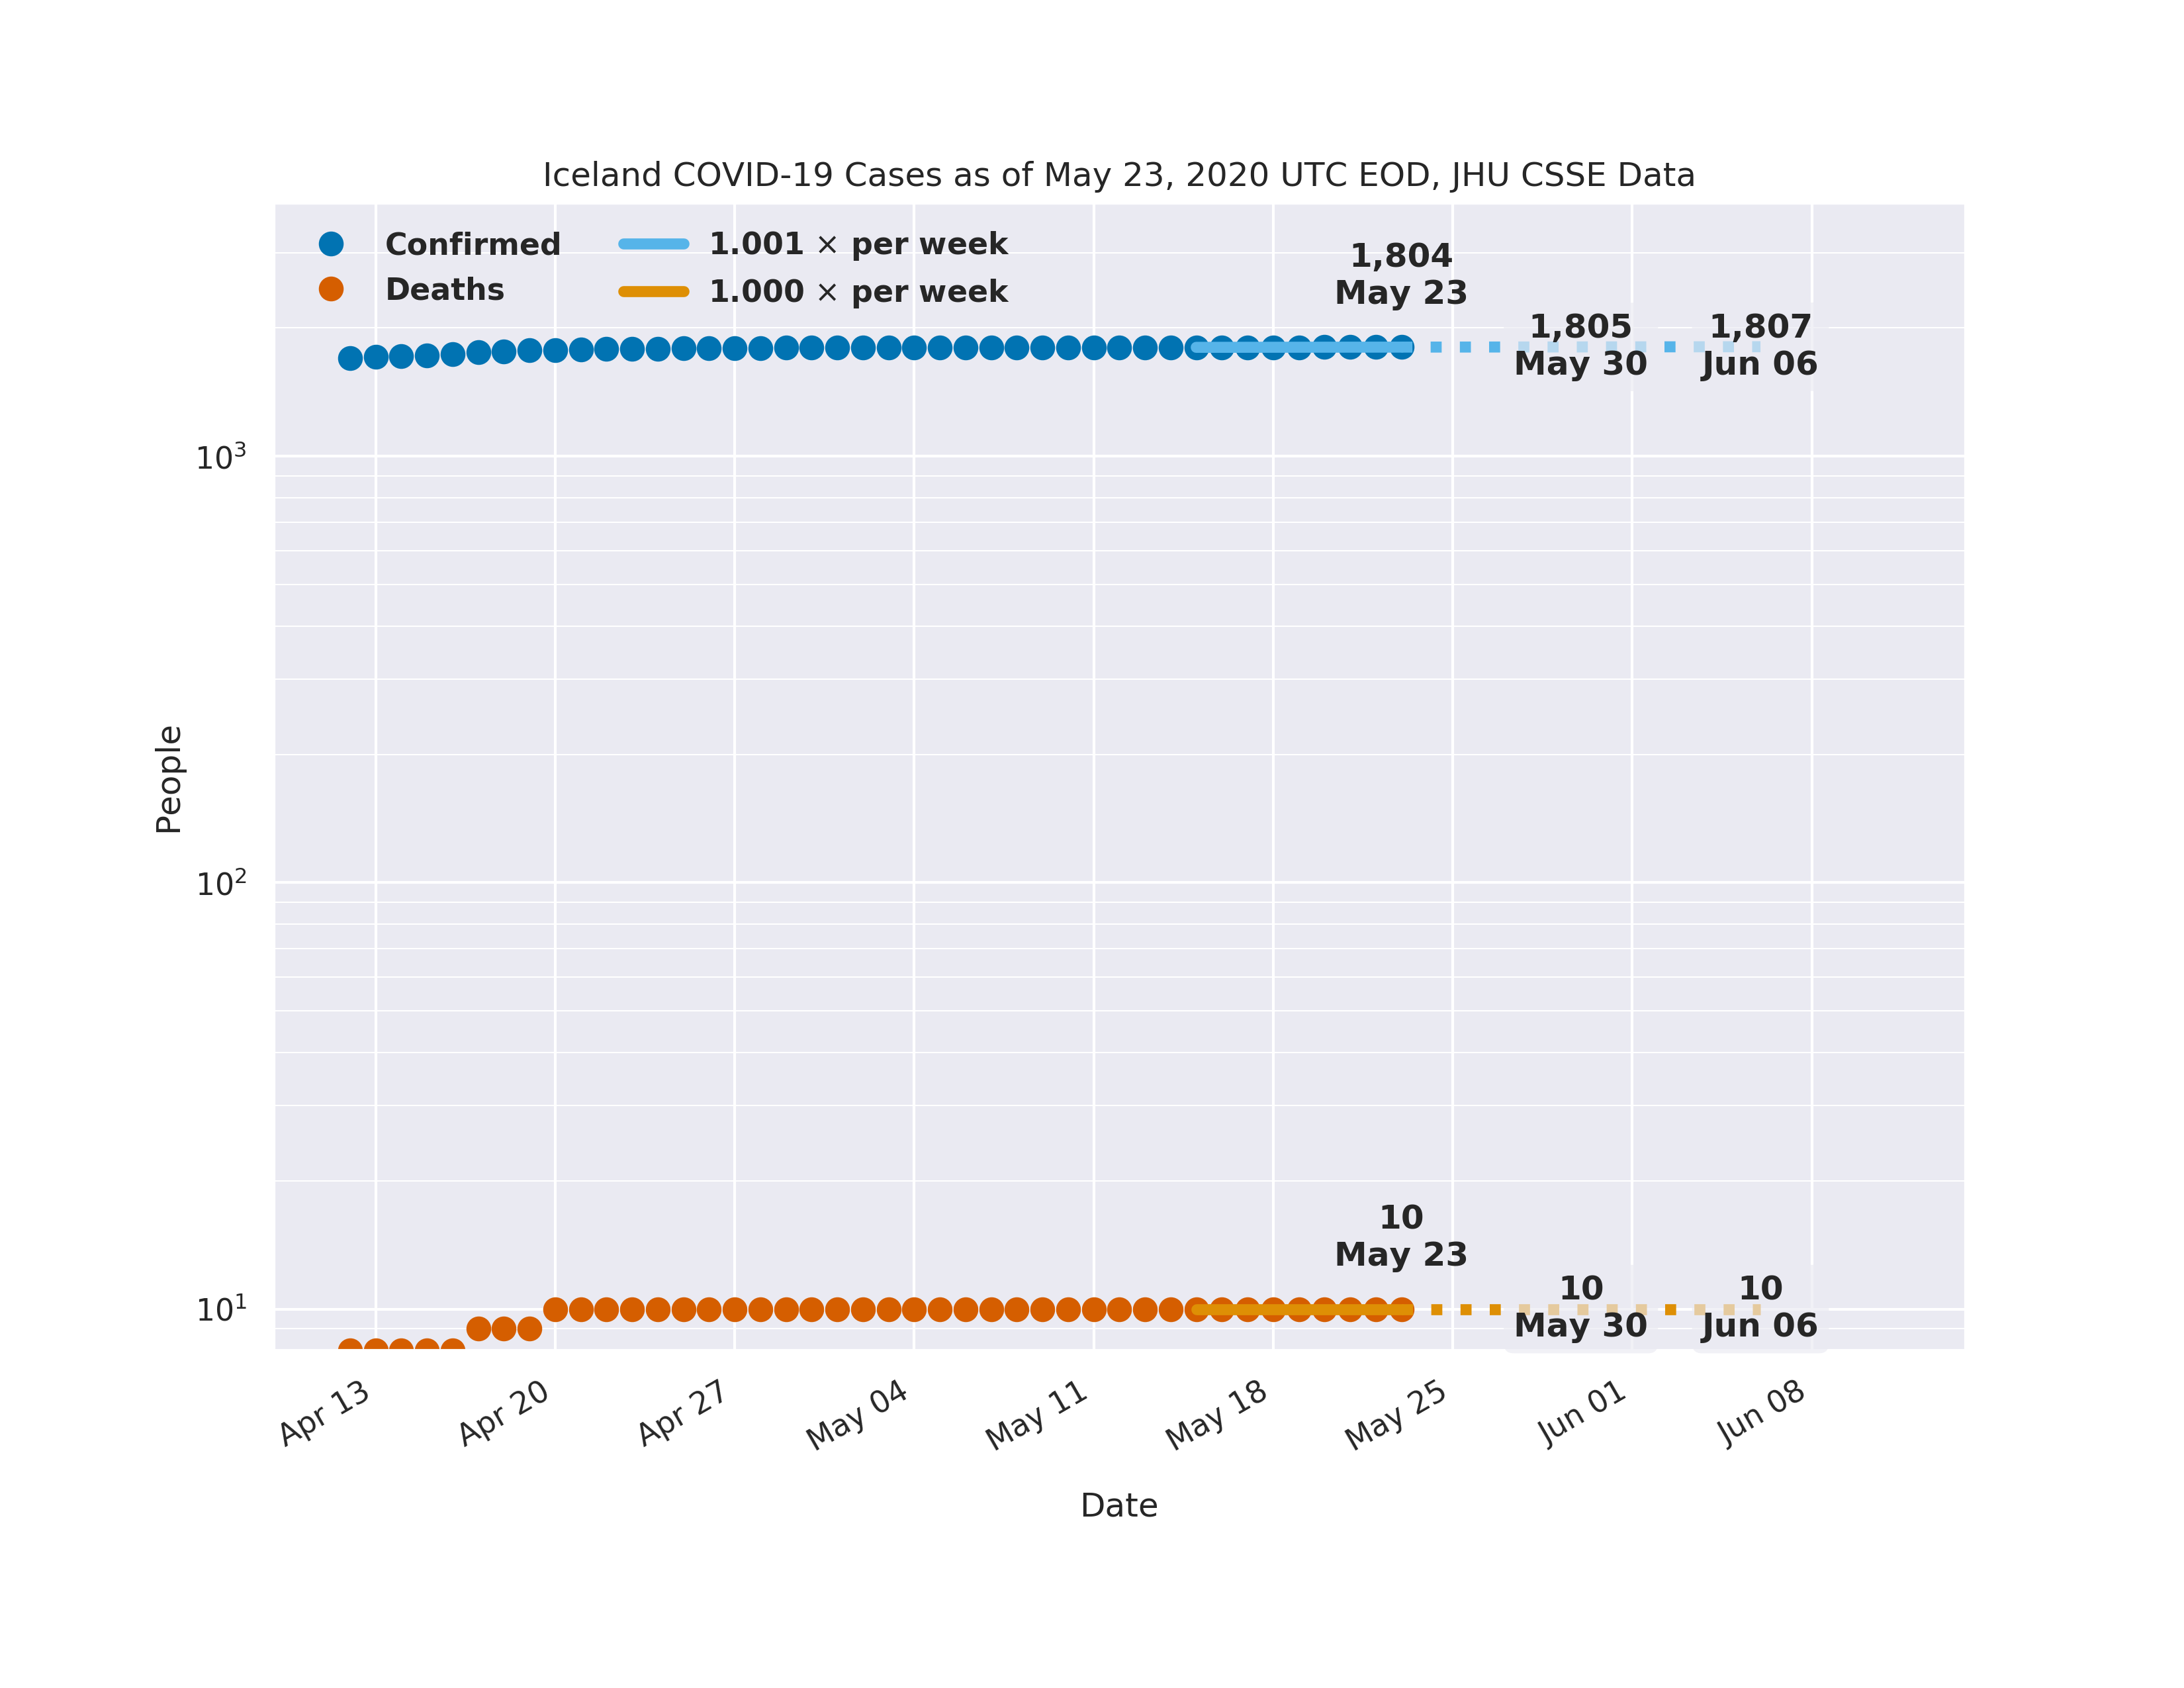 Iceland COVID-19 Cases as of May 23, 2020 UTC EOD, JHU CSSE Data
Confirmed
Deaths
1.001 × per week
1.000 × per week
1,804
May 23
1,805
May 30
1,807
Jun 06
10³
10²
10¹
People
10
May 23
10
May 30
10
Jun 06
Apr 13
Apr 20
Apr 27
May 04
May 11
May 18
May 25
Jun 01
Jun 08
Date